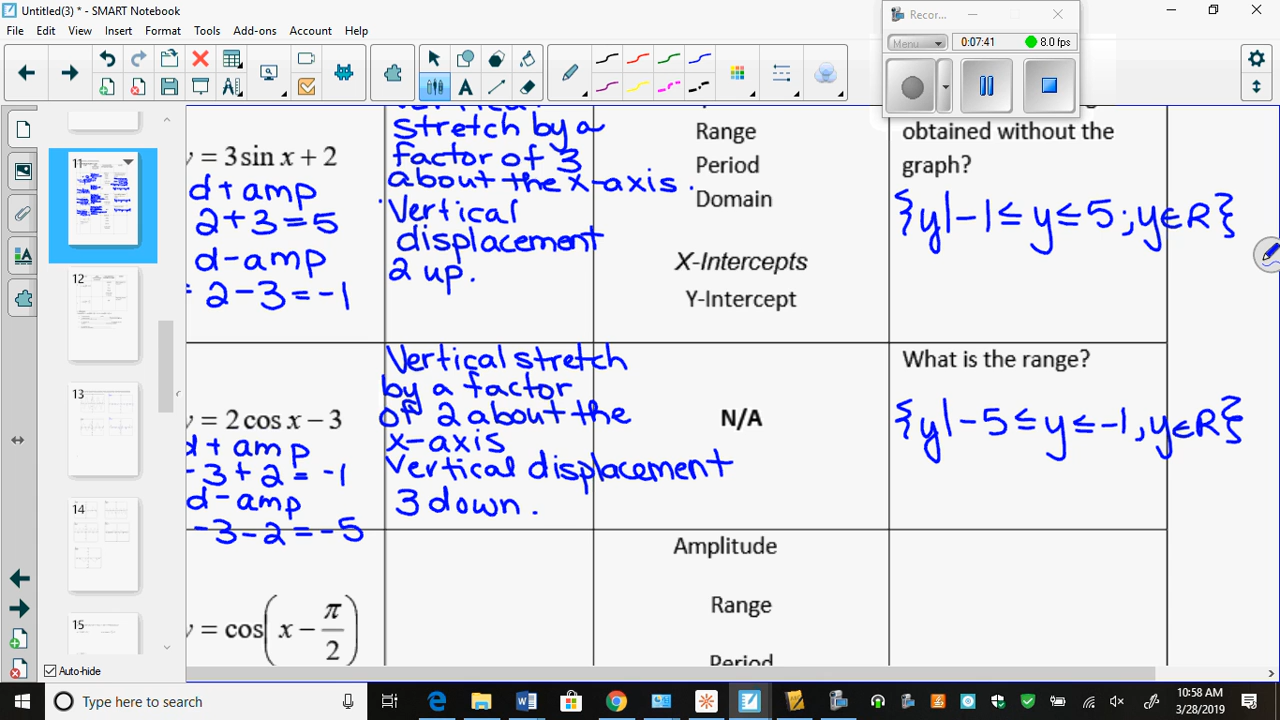 Untitled(3) * - SMART Notebook
File Edit View Insert Format Tools Add-ons Account Help
Recor...
Menu
0:07:41
8.0 fps
11
12
13
14
15
Auto-hide
y = 3 sin x + 2
d + amp
2 + 3 = 5
d - amp
= 2 - 3 = -1
stretch by a
factor of 3
about the x-axis.
Vertical
displacement
2 up.
Range
Period
Domain
X-Intercepts
Y-Intercept
obtained without the
graph?
{y| -1 ≤ y ≤ 5; y∈R}
y = 2 cos x - 3
d + amp
-3 + 2 = -1
d - amp
-3 - 2 = -5
Vertical stretch
by a factor
of 2 about the
x-axis
Vertical displacement
3 down.
N/A
What is the range?
{y| -5 ≤ y ≤ -1, y∈R}
y = cos(x - π/2)
Amplitude
Range
Period
Type here to search
10:58 AM
3/28/2019